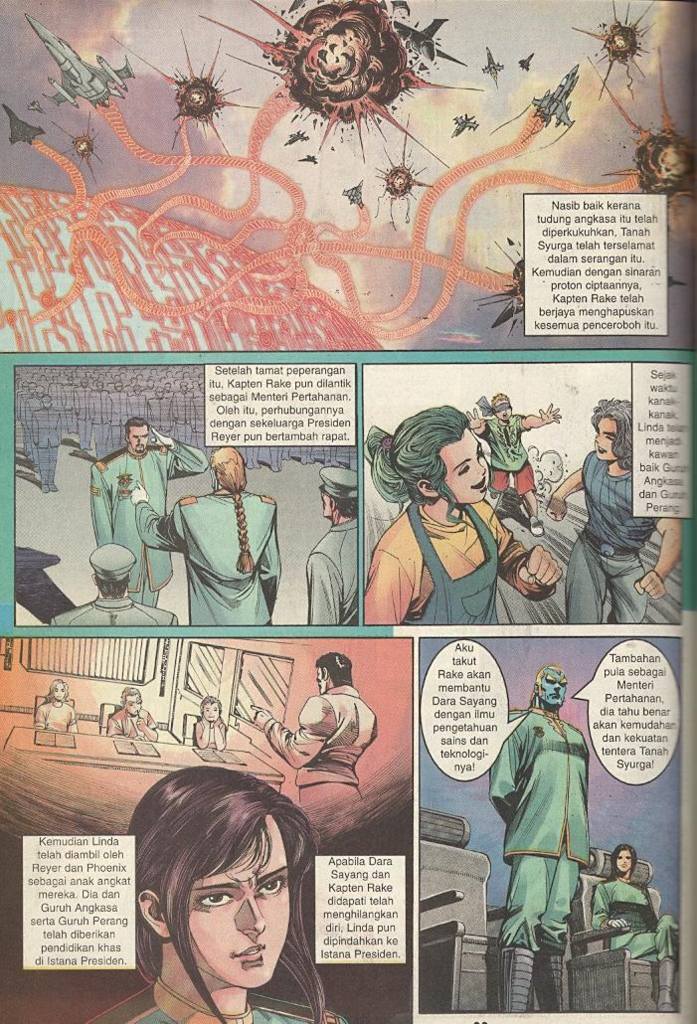 Nasib baik kerana
tudung angkasa itu telah
diperkukuhkan, Tanah
Syurga telah terselamat
dalam serangan itu.
Kemudian dengan sinaran
proton ciptaannya,
Kapten Rake telah
berjaya menghapuskan
kesemua penceroboh itu.
Setelah tamat peperangan
itu, Kapten Rake pun dilantik
sebagai Menteri Pertahanan.
Oleh itu, perhubungannya
dengan sekeluarga Presiden
Reyer pun bertambah rapat.
Sejak
waktu
kanak-
kanak,
Linda telah
menjadi
kawan
baik Guruh
Angkasa
dan Guruh
Perang.
Kemudian Linda
telah diambil oleh
Reyer dan Phoenix
sebagai anak angkat
mereka. Dia dan
Guruh Angkasa
serta Guruh Perang
telah diberikan
pendidikan khas
di Istana Presiden.
Apabila Dara
Sayang dan
Kapten Rake
didapati telah
menghilangkan
diri, Linda pun
dipindahkan ke
Istana Presiden.
Aku
takut
Rake akan
membantu
Dara Sayang
dengan ilmu
pengetahuan
sains dan
teknologi-
nya!
Tambahan
pula sebagai
Menteri
Pertahanan,
dia tahu benar
akan kemudahan
dan kekuatan
tentera Tanah
Syurga!